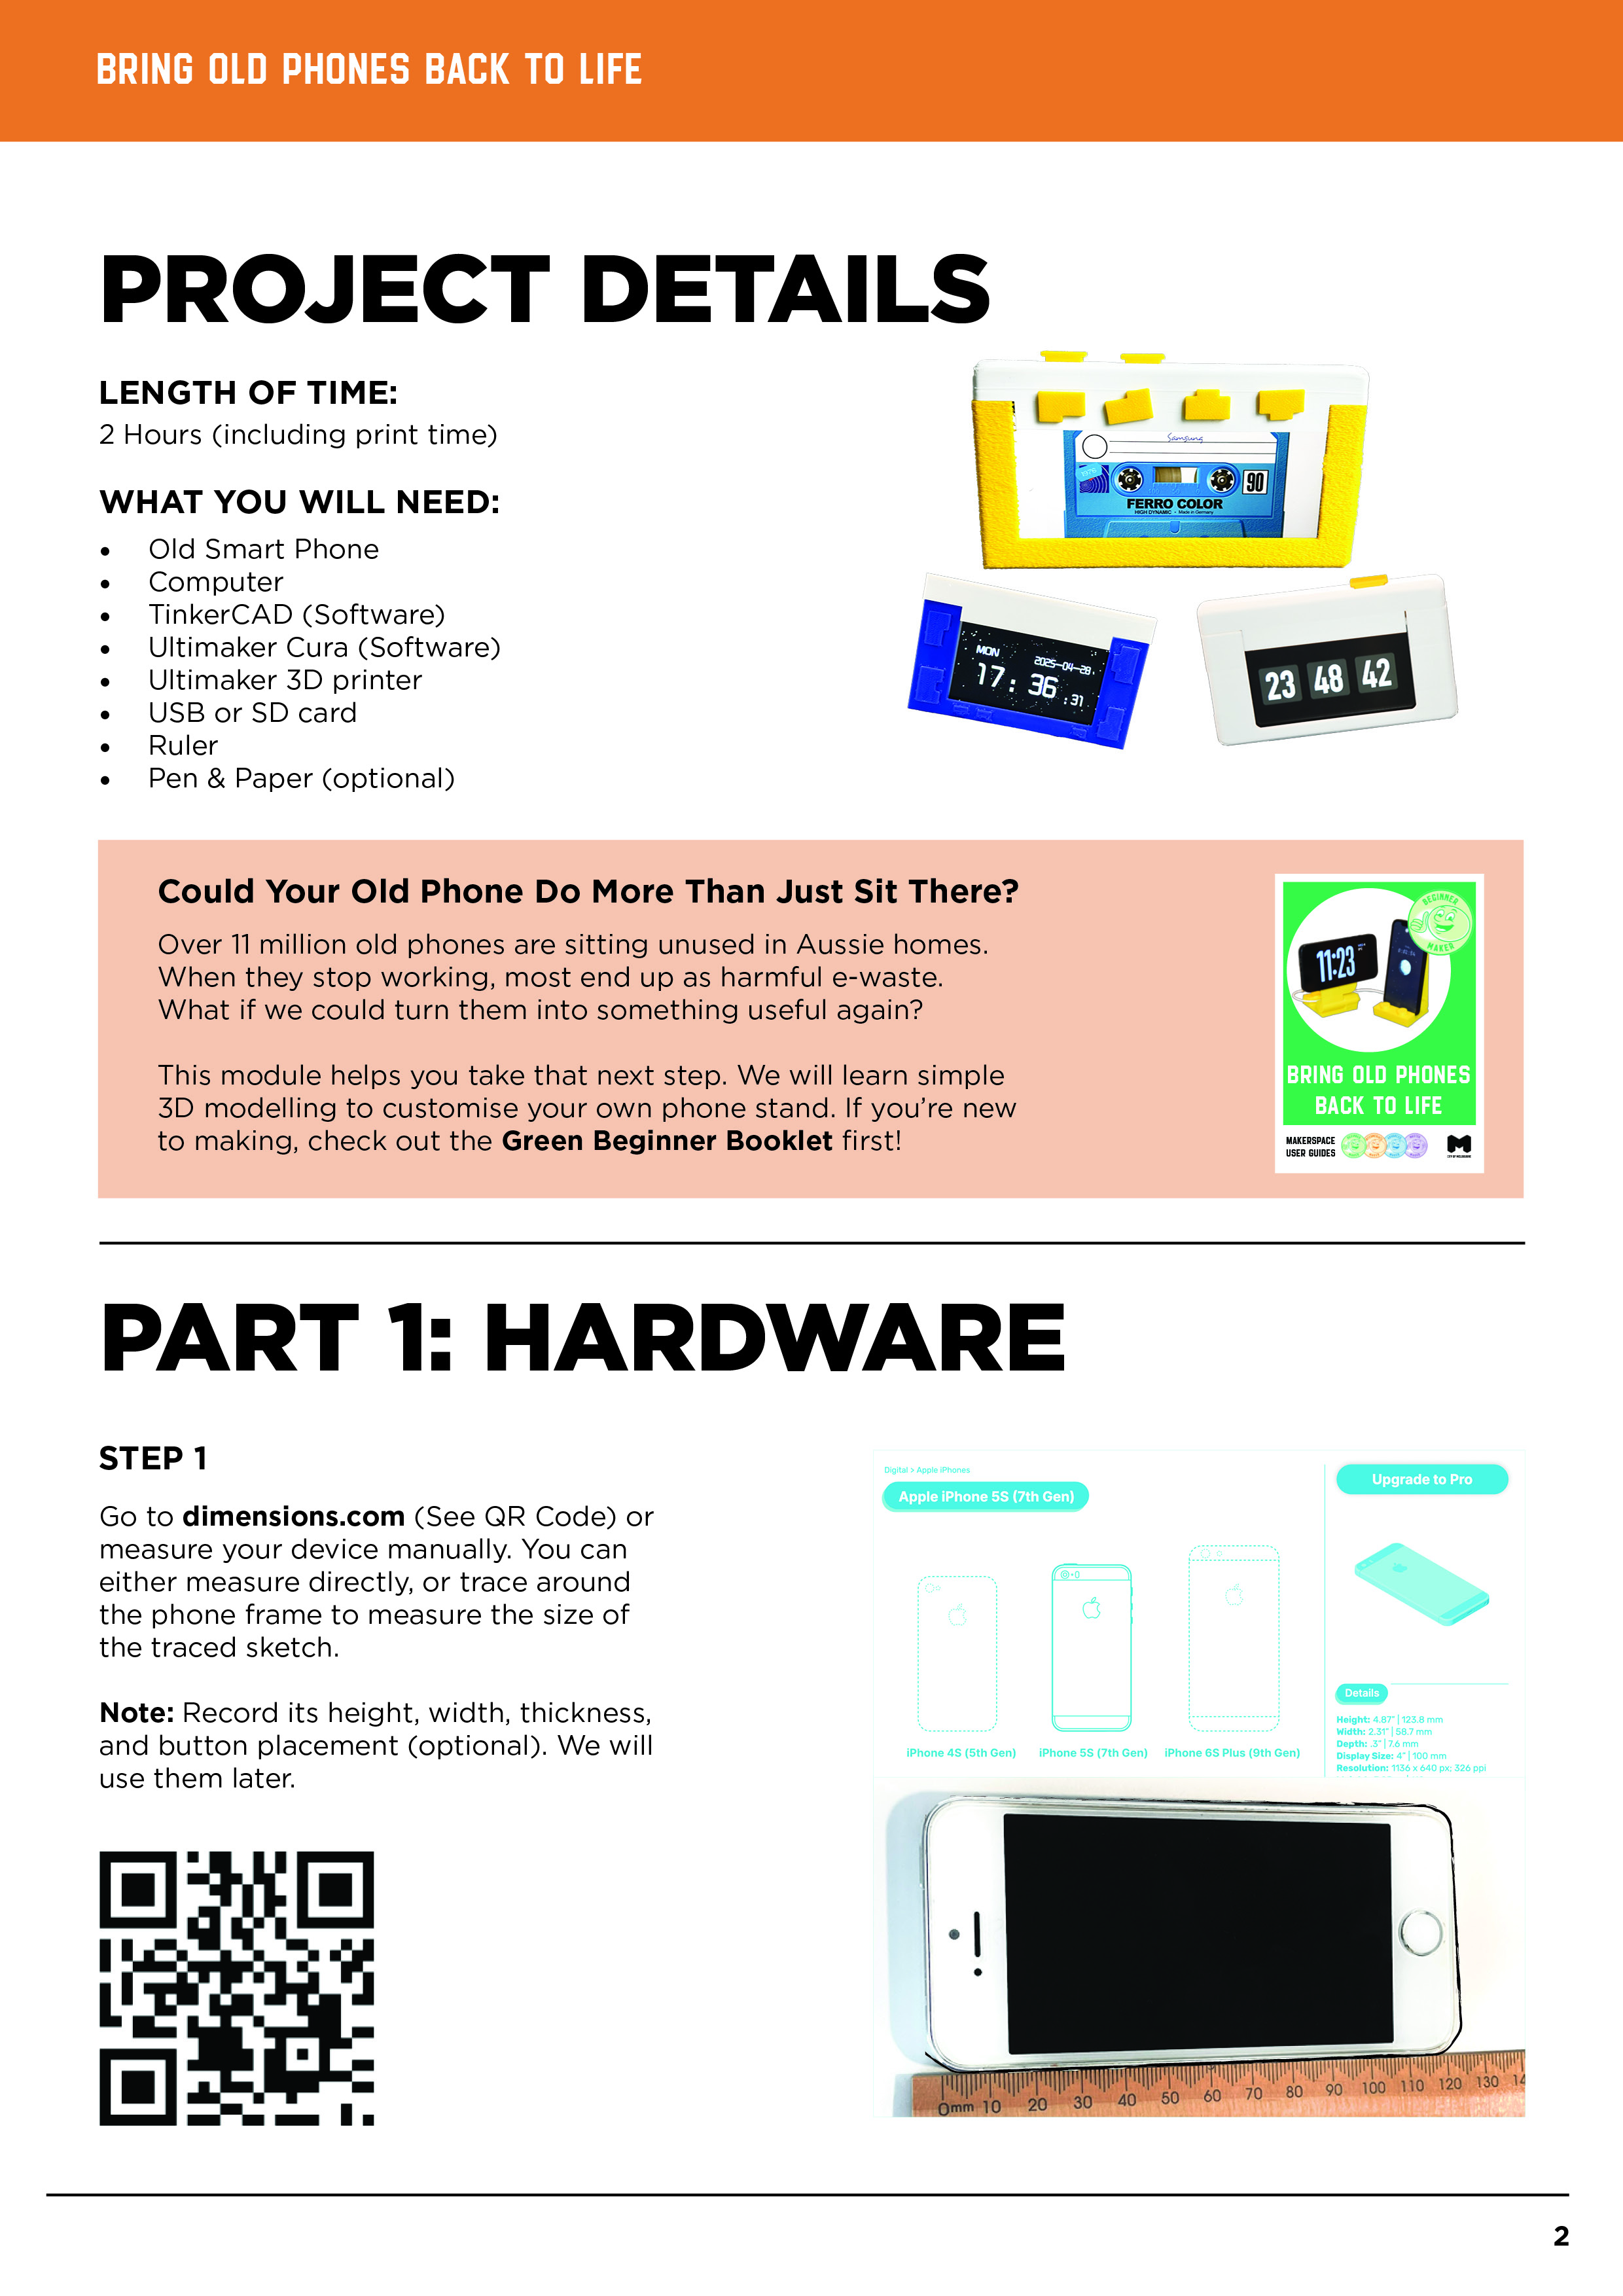 BRING OLD PHONES BACK TO LIFE
PROJECT DETAILS
LENGTH OF TIME:
2 Hours (including print time)
WHAT YOU WILL NEED:
• Old Smart Phone
• Computer
• TinkerCAD (Software)
• Ultimaker Cura (Software)
• Ultimaker 3D printer
• USB or SD card
• Ruler
• Pen & Paper (optional)
Samsung
90
FERRO COLOR
HIGH DYNAMIC • Made in Germany
MON
2025-04-28
17:36:31
23 48 42
Could Your Old Phone Do More Than Just Sit There?
Over 11 million old phones are sitting unused in Aussie homes.
When they stop working, most end up as harmful e-waste.
What if we could turn them into something useful again?
This module helps you take that next step. We will learn simple
3D modelling to customise your own phone stand. If you’re new
to making, check out the Green Beginner Booklet first!
BEGINNER
MAKER
11:23
BRING OLD PHONES
BACK TO LIFE
MAKERSPACE
USER GUIDES
PART 1: HARDWARE
STEP 1
Go to dimensions.com (See QR Code) or
measure your device manually. You can
either measure directly, or trace around
the phone frame to measure the size of
the traced sketch.
Note: Record its height, width, thickness,
and button placement (optional). We will
use them later.
Digital > Apple iPhones
Apple iPhone 5S (7th Gen)
Upgrade to Pro
iPhone 4S (5th Gen)
iPhone 5S (7th Gen)
iPhone 6S Plus (9th Gen)
Details
Height: 4.87" | 123.8 mm
Width: 2.31" | 58.7 mm
Depth: .3" | 7.6 mm
Display Size: 4" | 100 mm
Resolution: 1136 x 640 px; 326 ppi
0mm 10 20 30 40 50 60 70 80 90 100 110 120 130 14
2